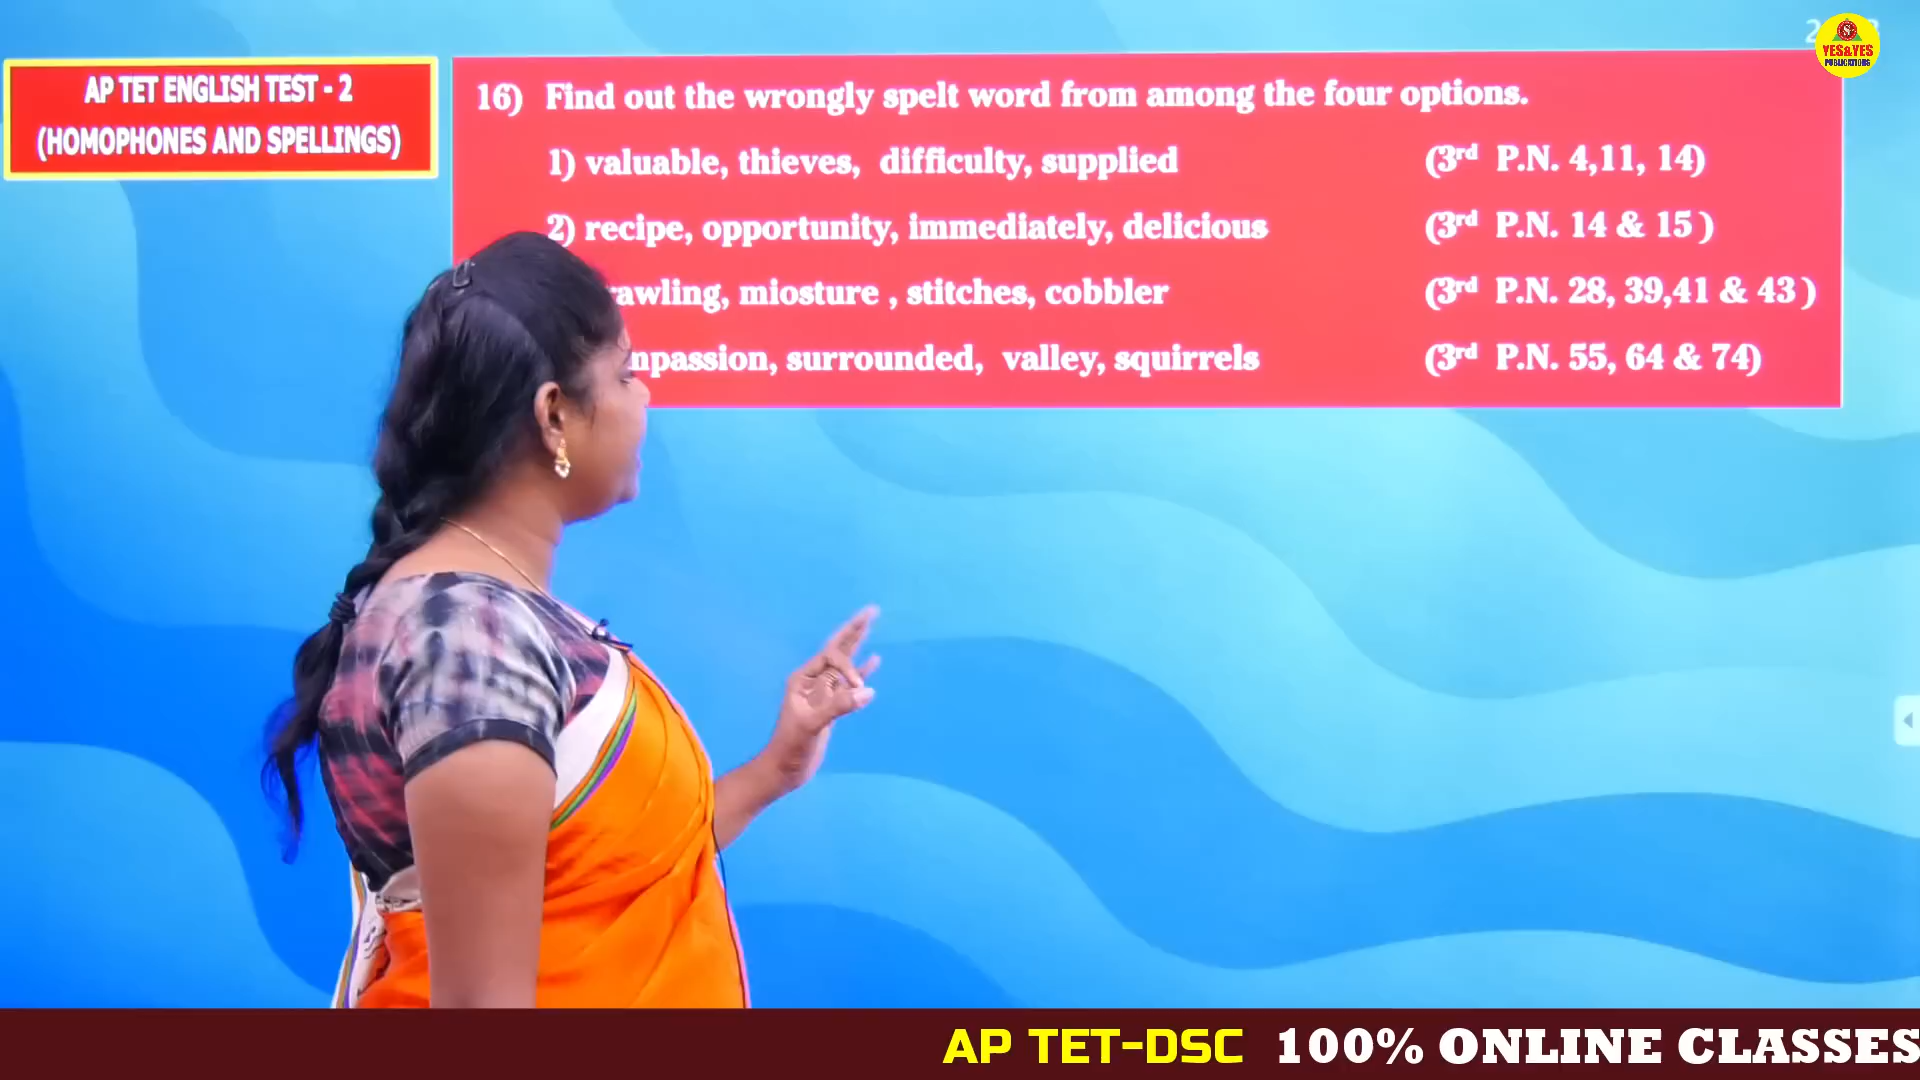 AP TET ENGLISH TEST - 2
(HOMOPHONES AND SPELLINGS)
16) Find out the wrongly spelt word from among the four options.
1) valuable, thieves, difficulty, supplied (3rd P.N. 4,11, 14)
2) recipe, opportunity, immediately, delicious (3rd P.N. 14 & 15 )
miosture , stitches, cobbler (3rd P.N. 28, 39,41 & 43 )
surrounded, valley, squirrels (3rd P.N. 55, 64 & 74)
YES&YES
PUBLICATIONS
AP TET-DSC 100% ONLINE CLASSES